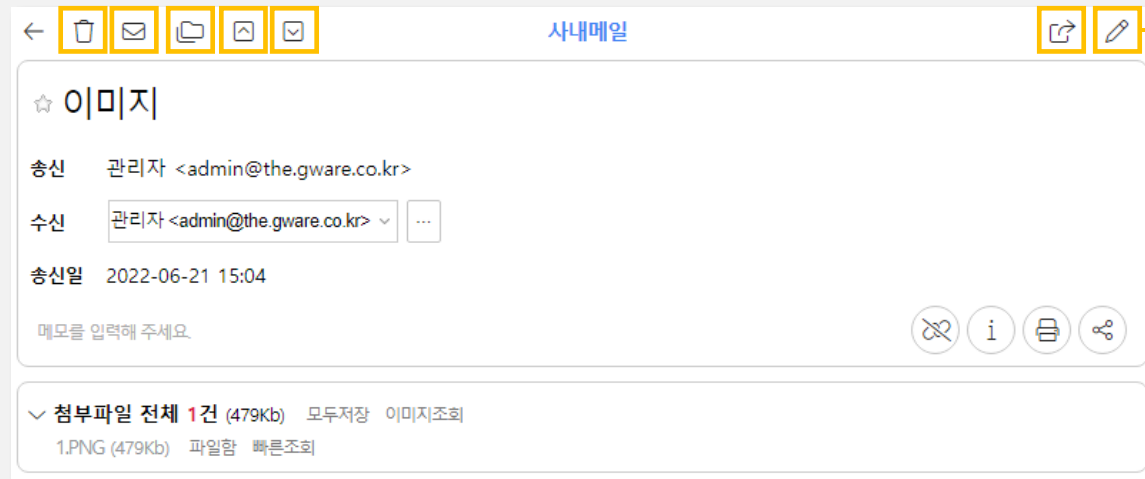 사내메일
이미지
송신 관리자 <admin@the.gware.co.kr>
수신 관리자 <admin@the.gware.co.kr> ...
송신일 2022-06-21 15:04
메모를 입력해 주세요.
첨부파일 전체 1건 (479Kb) 모두저장 이미지조회
1.PNG (479Kb) 파일함 빠른조회